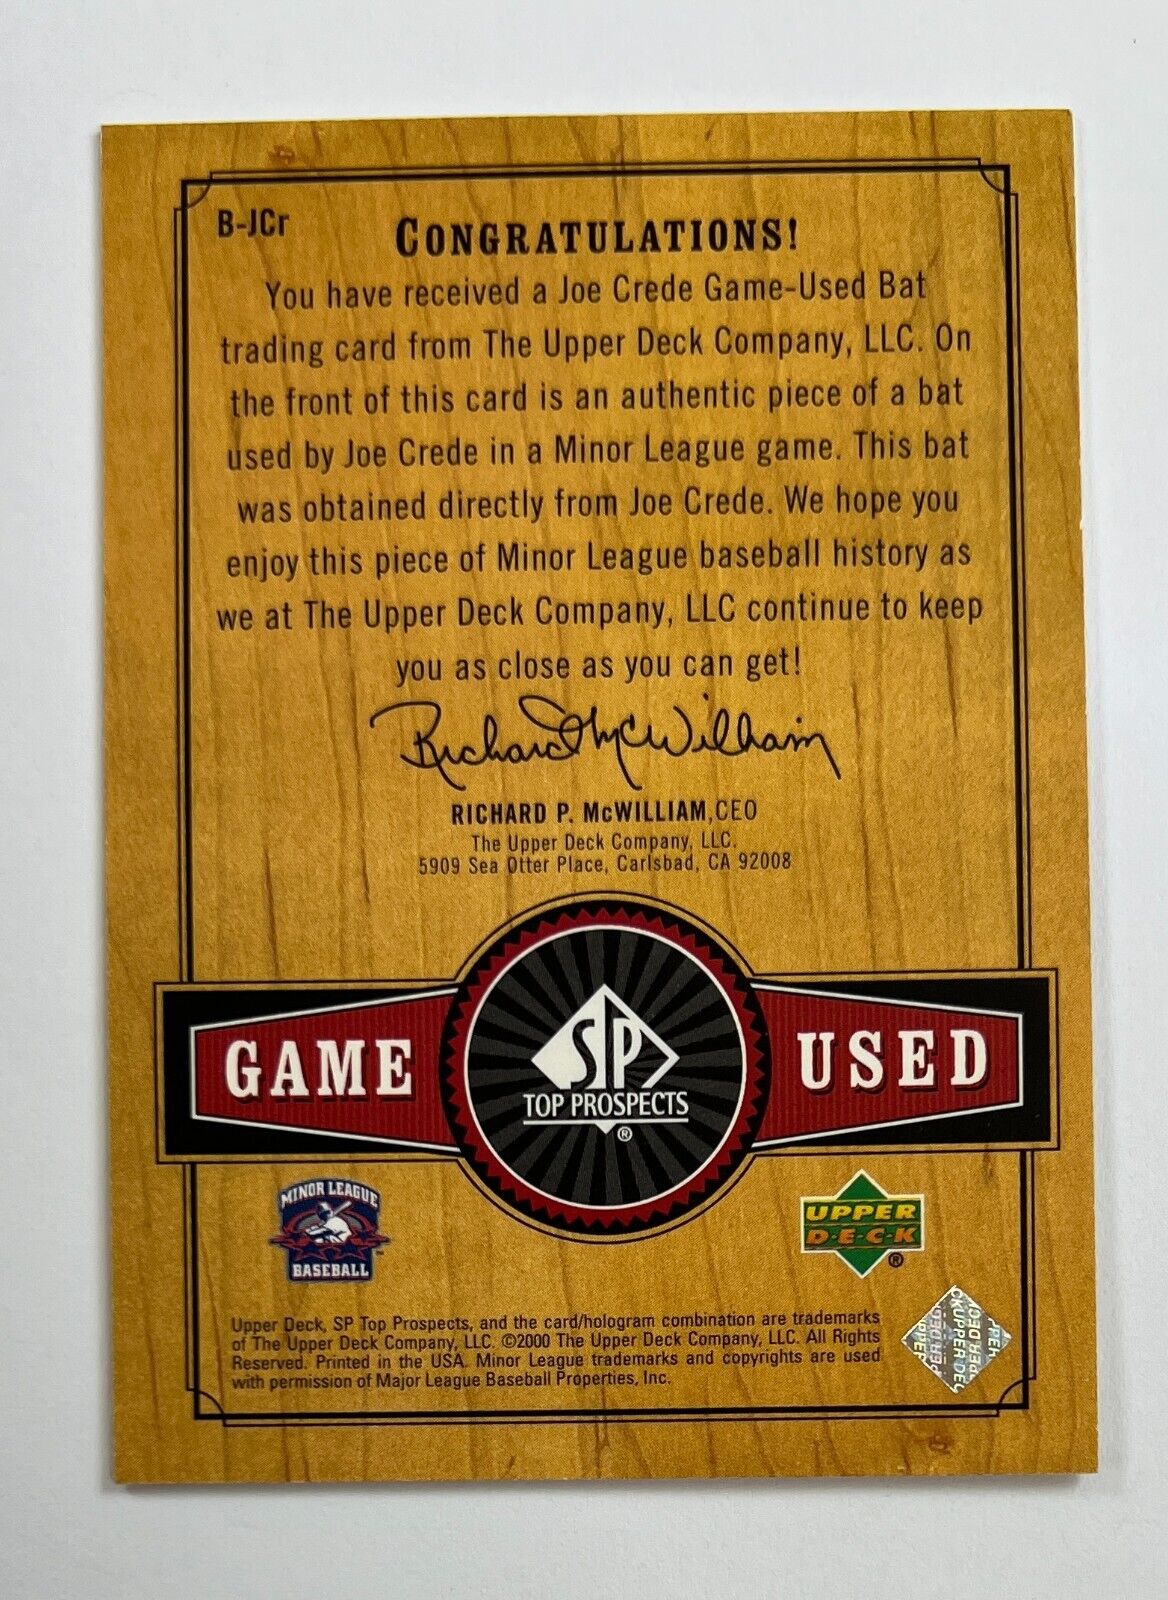 B-JCr
CONGRATULATIONS!
You have received a Joe Crede Game-Used Bat
trading card from The Upper Deck Company, LLC. On
the front of this card is an authentic piece of a bat
used by Joe Crede in a Minor League game. This bat
was obtained directly from Joe Crede. We hope you
enjoy this piece of Minor League baseball history as
we at The Upper Deck Company, LLC continue to keep
you as close as you can get!
Richard McWilliam
RICHARD P. McWILLIAM,CEO
The Upper Deck Company, LLC.
5909 Sea Otter Place, Carlsbad, CA 92008
GAME USED
SP
TOP PROSPECTS
®
MINOR LEAGUE
BASEBALL
UPPER
D·E·C·K
®
Upper Deck, SP Top Prospects, and the card/hologram combination are trademarks
of The Upper Deck Company, LLC. ©2000 The Upper Deck Company, LLC. All Rights
Reserved. Printed in the USA. Minor League trademarks and copyrights are used
with permission of Major League Baseball Properties, Inc.